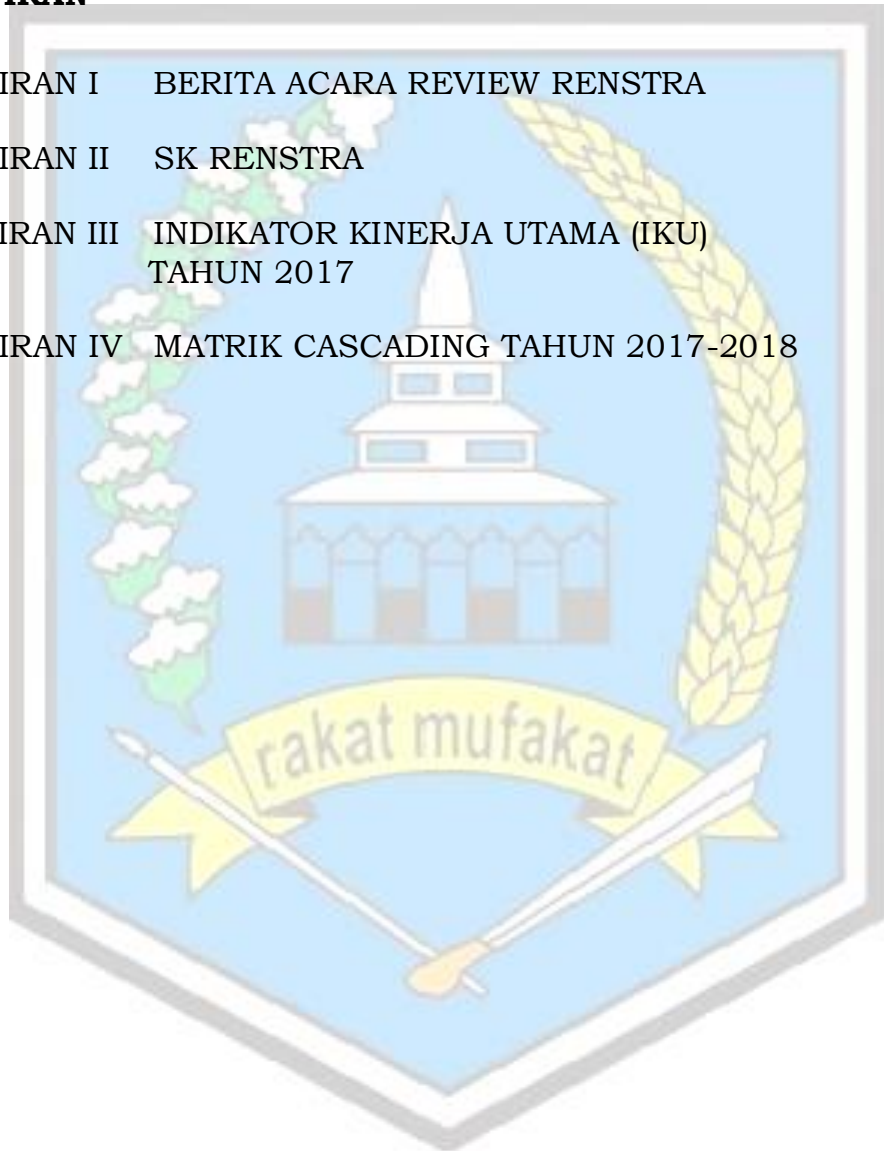 IRAN I BERITA ACARA REVIEW RENSTRA
IRAN II SK RENSTRA
IRAN III INDIKATOR KINERJA UTAMA (IKU)
TAHUN 2017
IRAN IV MATRIK CASCADING TAHUN 2017-2018
rakat mufakat